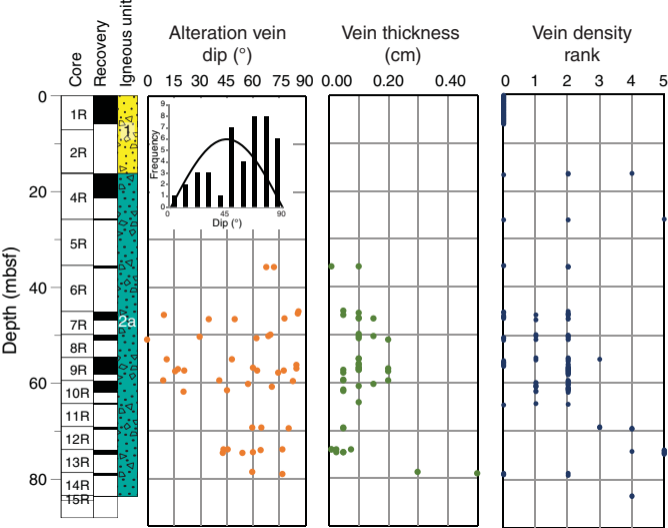 Core
Recovery
Igneous unit
Alteration vein
dip (°)
Vein thickness
(cm)
Vein density
rank
0 15 30 45 60 75 90
0.00 0.20 0.40
0 1 2 3 4 5
Depth (mbsf)
0
20
40
60
80
1R
2R
4R
5R
6R
7R
8R
9R
10R
11R
12R
13R
14R
15R
1
2a
Frequency
9
8
7
6
5
4
3
2
1
0
0 45 90
Dip (°)